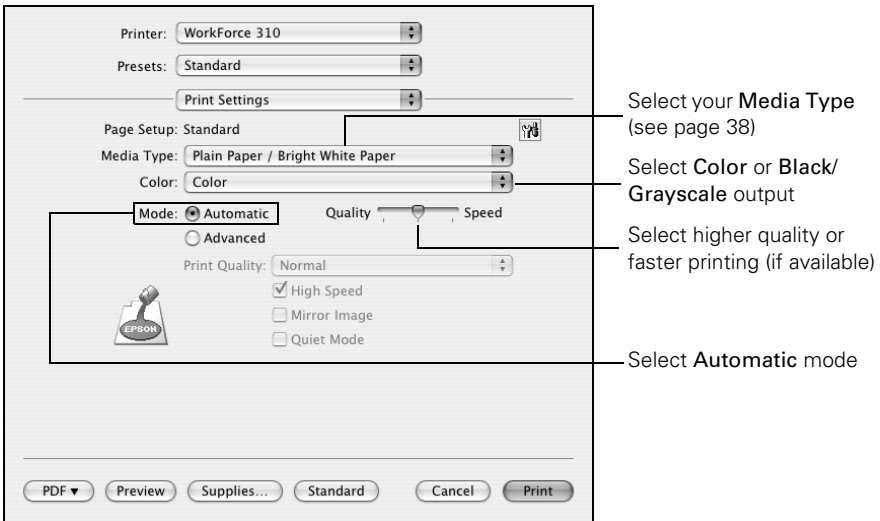 Printer: WorkForce 310
Presets: Standard
Print Settings
Page Setup: Standard
Media Type: Plain Paper / Bright White Paper
Color: Color
Mode: Automatic Quality Speed
Advanced
Print Quality: Normal
High Speed
Mirror Image
Quiet Mode
EPSON
PDF▼ Preview Supplies... Standard Cancel Print
Select your Media Type
(see page 38)
Select Color or Black/
Grayscale output
Select higher quality or
faster printing (if available)
Select Automatic mode